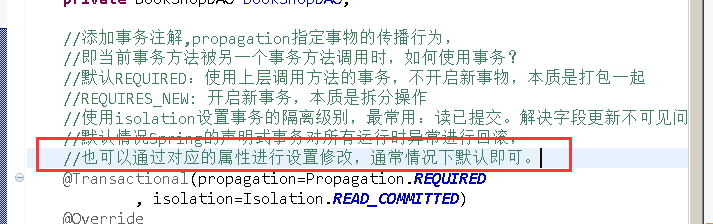 private BookShopDAO bookShopDAO;
//添加事务注解,propagation指定事物的传播行为,
//即当前事务方法被另一个事务方法调用时，如何使用事务？
//默认REQUIRED：使用上层调用方法的事务，不开启新事物，本质是打包一起
//REQUIRES_NEW: 开启新事务，本质是拆分操作
//使用isolation设置事务的隔离级别，最常用：读已提交。解决字段更新不可见问
//默认情况Spring的声明式事务对所有运行时异常进行回滚，
//也可以通过对应的属性进行设置修改，通常情况下默认即可。
@Transactional(propagation=Propagation.REQUIRED
, isolation=Isolation.READ_COMMITTED)
@Override